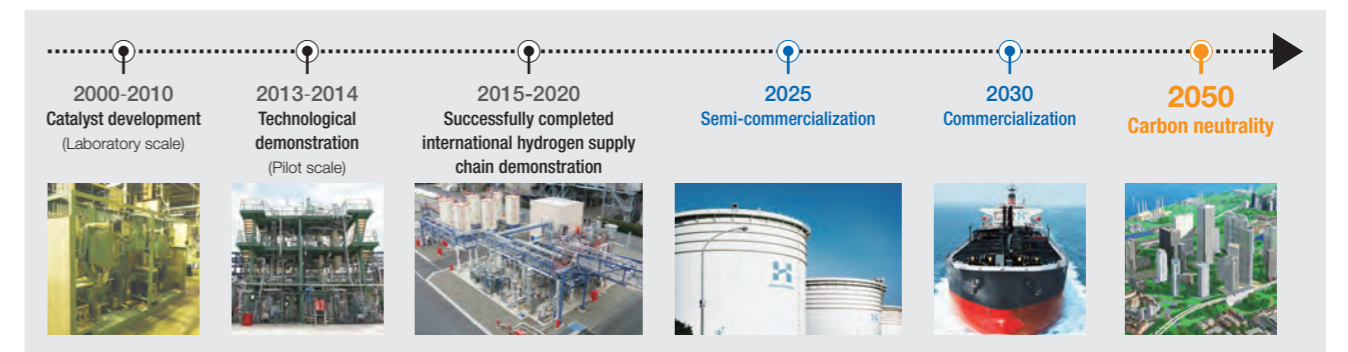 2000-2010
Catalyst development
(Laboratory scale)
2013-2014
Technological
demonstration
(Pilot scale)
2015-2020
Successfully completed
international hydrogen supply
chain demonstration
2025
Semi-commercialization
2030
Commercialization
2050
Carbon neutrality